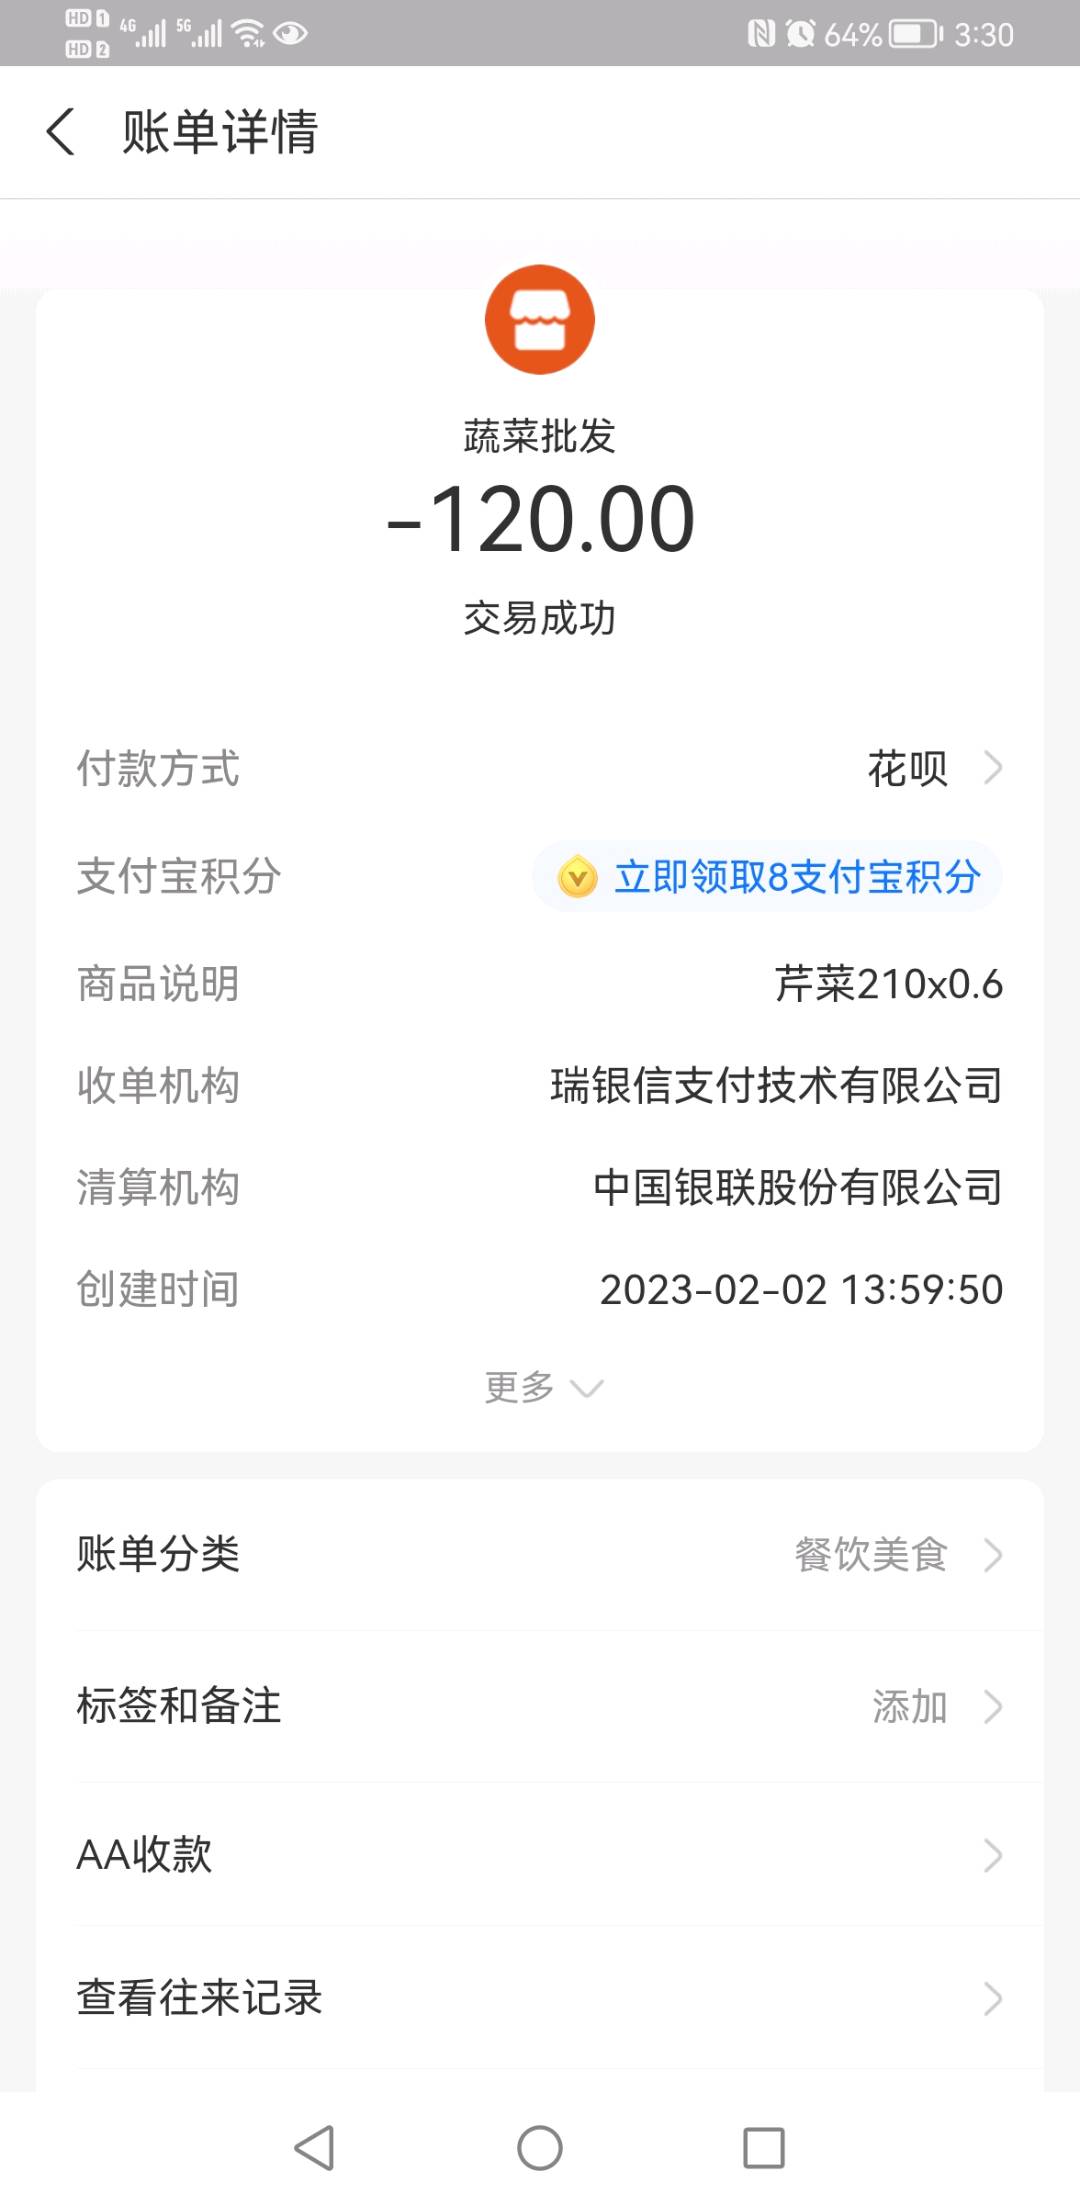 HD 1 4G 5G 64% 3:30
HD 2
账单详情
蔬菜批发
-120.00
交易成功
付款方式 花呗
支付宝积分 立即领取8支付宝积分
商品说明 芹菜210x0.6
收单机构 瑞银信支付技术有限公司
清算机构 中国银联股份有限公司
创建时间 2023-02-02 13:59:50
更多
账单分类 餐饮美食
标签和备注 添加
AA收款
查看往来记录